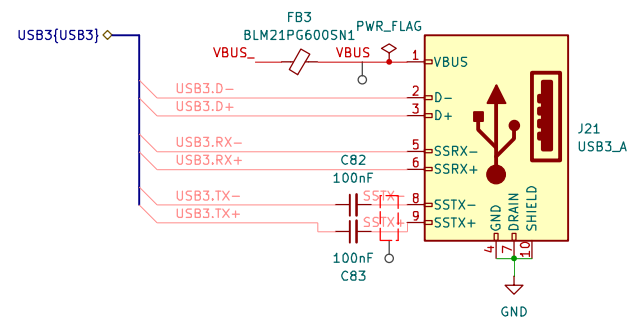 FB3
BLM21PG600SN1
PWR_FLAG
USB3{USB3}
VBUS_
VBUS
1
VBUS
USB3.D-
2
D-
USB3.D+
3
D+
J21
USB3_A
USB3.RX-
5
SSRX-
USB3.RX+
6
SSRX+
C82
100nF
USB3.TX-
SSTX-
8
SSTX-
USB3.TX+
SSTX+
9
SSTX+
GND
DRAIN
SHIELD
4
7
10
100nF
C83
GND